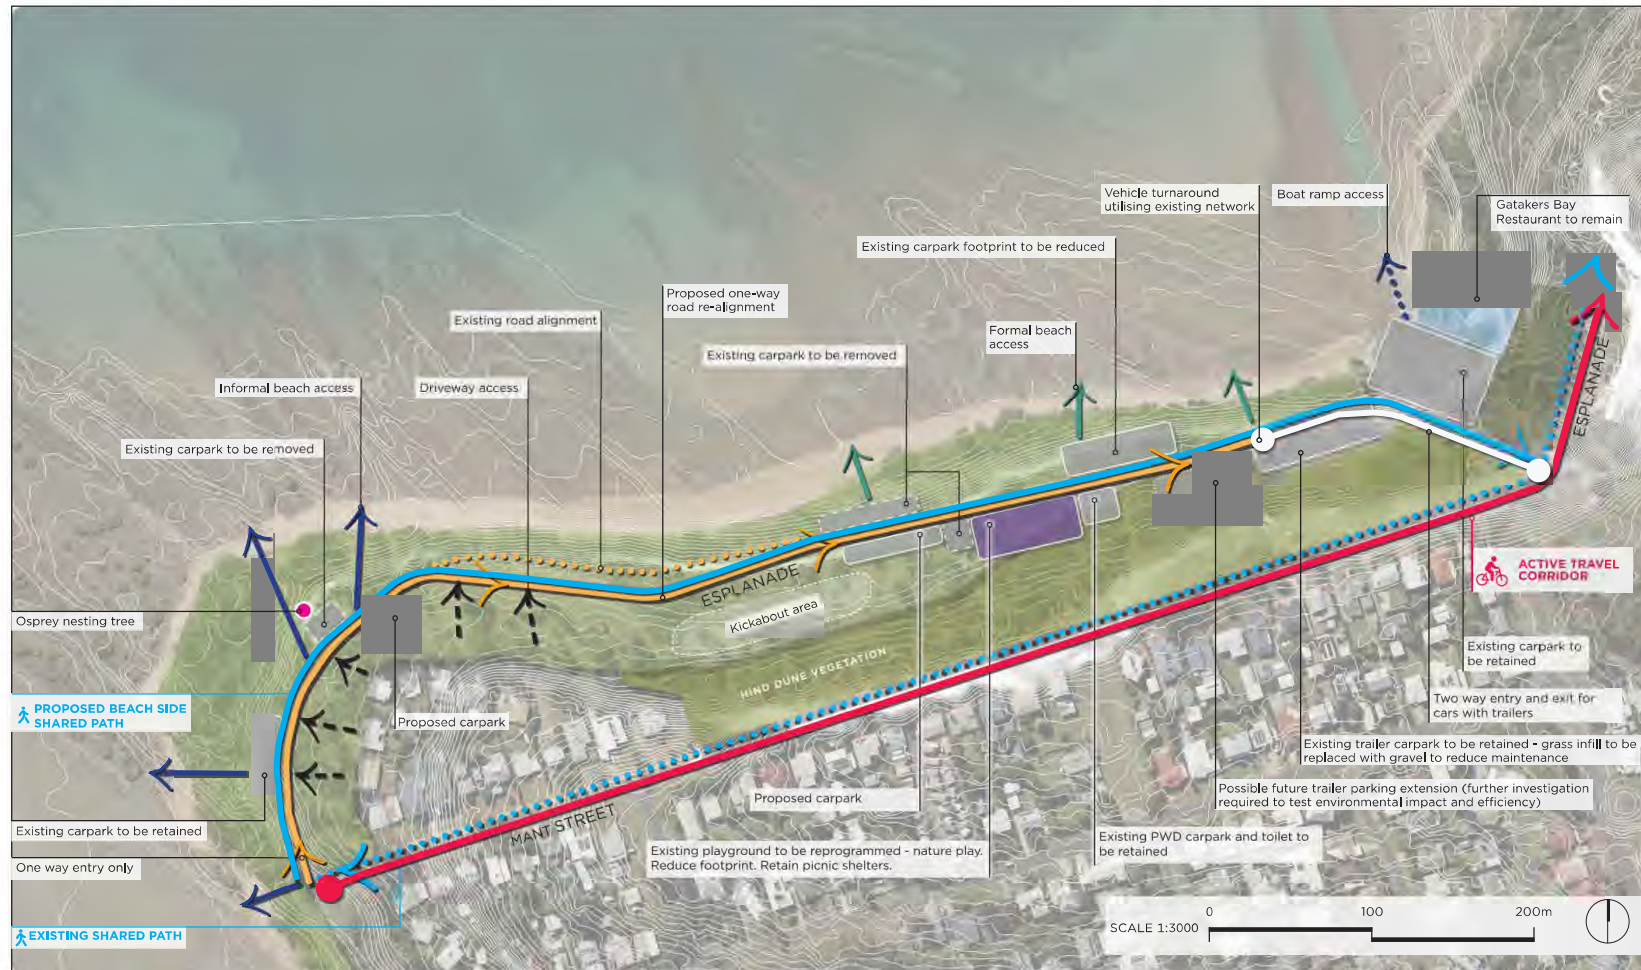 Vehicle turnaround
utilising existing network
Boat ramp access
Gatakers Bay
Restaurant to remain
Existing carpark footprint to be reduced
Proposed one-way
road re-alignment
Existing road alignment
Formal beach
access
Existing carpark to be removed
Informal beach access
Driveway access
Existing carpark to be removed
ESPLANADE
ESPLANADE
Kickabout area
HIND DUNE VEGETATION
ACTIVE TRAVEL
CORRIDOR
Osprey nesting tree
PROPOSED BEACH SIDE
SHARED PATH
Proposed carpark
Existing carpark to
be retained
Two way entry and exit for
cars with trailers
Existing trailer carpark to be retained - grass infill to be
replaced with gravel to reduce maintenance
Possible future trailer parking extension (further investigation
required to test environmental impact and efficiency)
Proposed carpark
MANT STREET
Existing carpark to be retained
Existing PWD carpark and toilet to
be retained
Existing playground to be reprogrammed - nature play.
Reduce footprint. Retain picnic shelters.
One way entry only
EXISTING SHARED PATH
0 100 200m
SCALE 1:3000